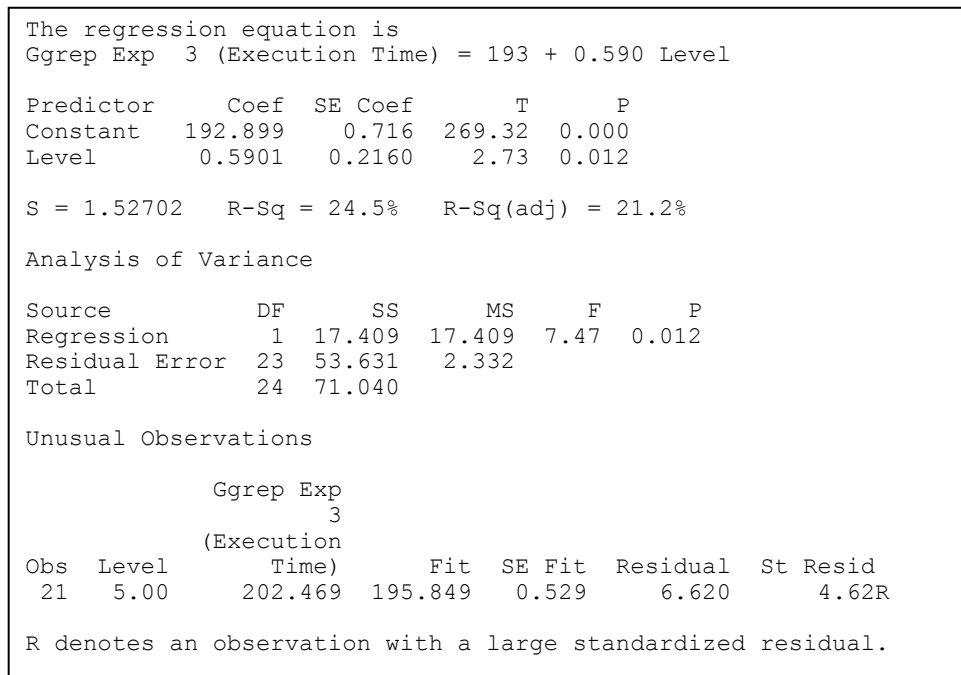 The regression equation is
Ggrep Exp  3 (Execution Time) = 193 + 0.590 Level
Predictor     Coef  SE Coef       T      P
Constant   192.899    0.716  269.32  0.000
Level       0.5901   0.2160    2.73  0.012
S = 1.52702   R-Sq = 24.5%   R-Sq(adj) = 21.2%
Analysis of Variance
Source          DF      SS      MS     F      P
Regression       1  17.409  17.409  7.47  0.012
Residual Error  23  53.631   2.332
Total           24  71.040
Unusual Observations
Ggrep Exp
3
(Execution
Obs  Level      Time)      Fit  SE Fit  Residual  St Resid
21   5.00    202.469  195.849   0.529     6.620      4.62R
R denotes an observation with a large standardized residual.